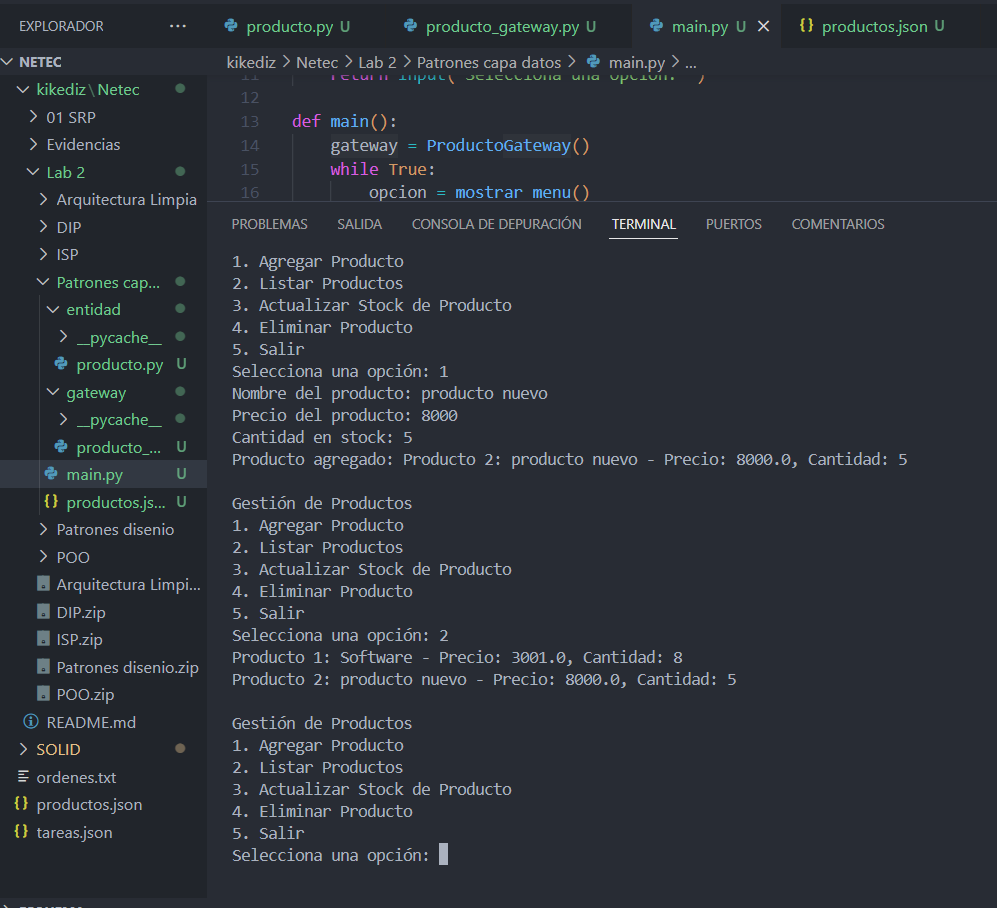 EXPLORADOR ···
producto.py U
producto_gateway.py U
main.py U
{} productos.json U
NETEC
kikediz\Netec
01 SRP
Evidencias
Lab 2
Arquitectura Limpia
DIP
ISP
Patrones cap...
entidad
__pycache__
producto.py U
gateway
__pycache__
producto_... U
main.py U
{} productos.js... U
Patrones disenio
POO
Arquitectura Limpi...
DIP.zip
ISP.zip
Patrones disenio.zip
POO.zip
README.md
SOLID
ordenes.txt
{} productos.json
{} tareas.json
kikediz > Netec > Lab 2 > Patrones capa datos > main.py > ...
11 return input("Selecciona una opción: ")
12
13 def main():
14 gateway = ProductoGateway()
15 while True:
16 opcion = mostrar_menu()
PROBLEMAS SALIDA CONSOLA DE DEPURACIÓN TERMINAL PUERTOS COMENTARIOS
1. Agregar Producto
2. Listar Productos
3. Actualizar Stock de Producto
4. Eliminar Producto
5. Salir
Selecciona una opción: 1
Nombre del producto: producto nuevo
Precio del producto: 8000
Cantidad en stock: 5
Producto agregado: Producto 2: producto nuevo - Precio: 8000.0, Cantidad: 5
Gestión de Productos
1. Agregar Producto
2. Listar Productos
3. Actualizar Stock de Producto
4. Eliminar Producto
5. Salir
Selecciona una opción: 2
Producto 1: Software - Precio: 3001.0, Cantidad: 8
Producto 2: producto nuevo - Precio: 8000.0, Cantidad: 5
Gestión de Productos
1. Agregar Producto
2. Listar Productos
3. Actualizar Stock de Producto
4. Eliminar Producto
5. Salir
Selecciona una opción: